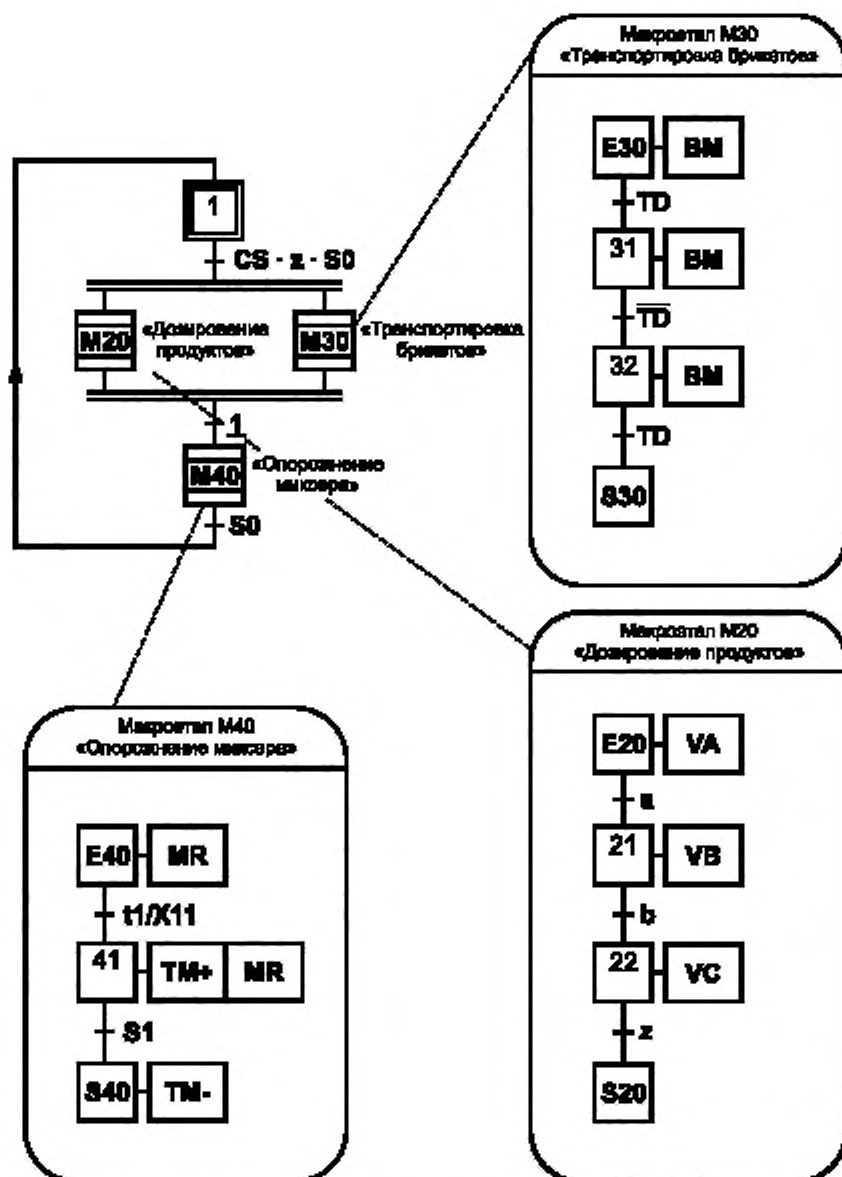 Макроэтап М30
«Транспортировка брикетов»
E30 BM
TD
31 BM
T̅D̅
32 BM
TD
S30
1
CS · z · S0
M20
«Дозирование
продуктов»
M30
«Транспортировка
брикетов»
1
M40
«Опорожнение
миксера»
S0
Макроэтап М20
«Дозирование продуктов»
E20 VA
a
21 VB
b
22 VC
z
S20
Макроэтап М40
«Опорожнение миксера»
E40 MR
t1/X11
41 TM+ MR
S1
S40 TM-